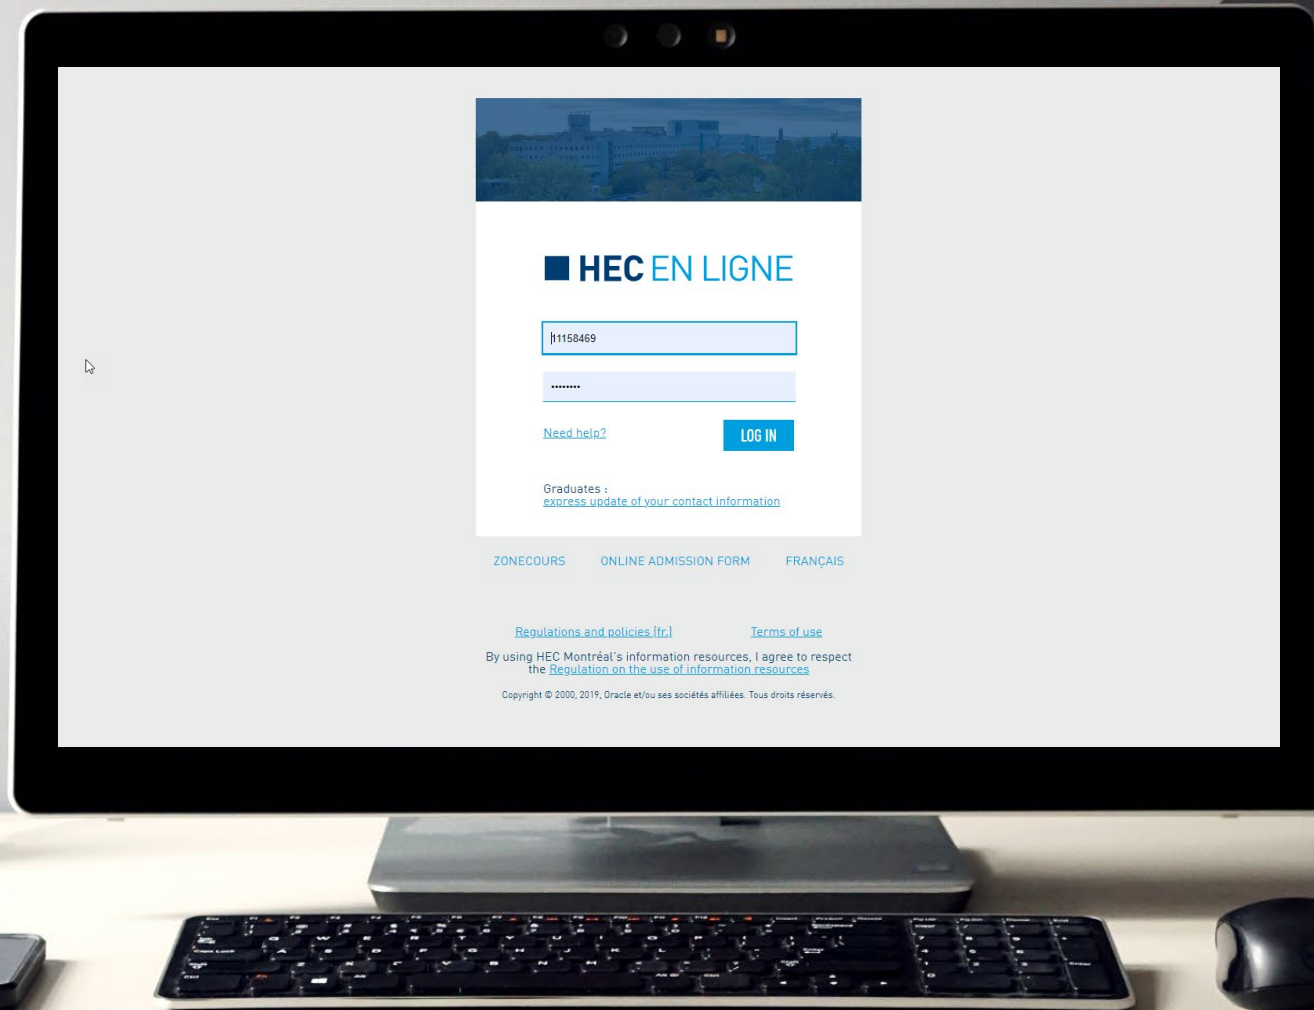 HEC EN LIGNE
11158469
••••••••
Need help?
LOG IN
Graduates :
express update of your contact information
ZONECOURS ONLINE ADMISSION FORM FRANÇAIS
Regulations and policies (fr.) Terms of use
By using HEC Montréal's information resources, I agree to respect
the Regulation on the use of information resources
Copyright © 2000, 2019, Oracle et/ou ses sociétés affiliées. Tous droits réservés.